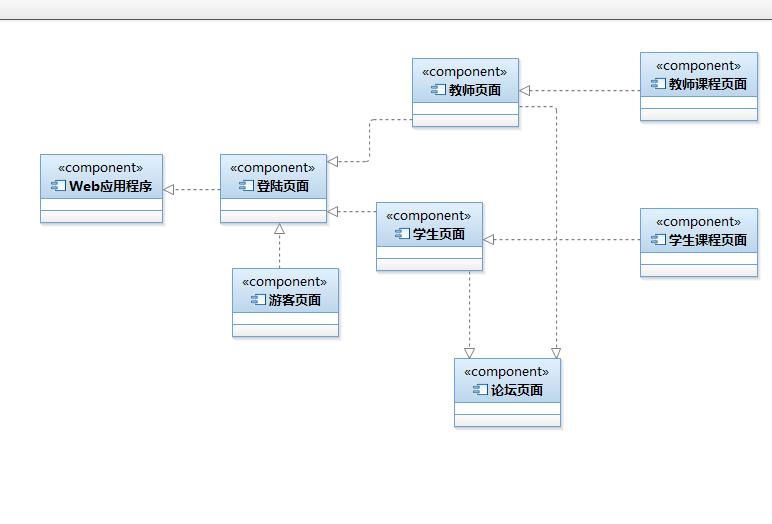 «component»
教师页面
«component»
教师课程页面
«component»
Web应用程序
«component»
登陆页面
«component»
学生页面
«component»
学生课程页面
«component»
游客页面
«component»
论坛页面